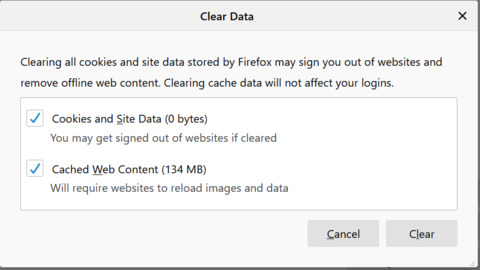 Clear Data
Clearing all cookies and site data stored by Firefox may sign you out of websites and
remove offline web content. Clearing cache data will not affect your logins.
Cookies and Site Data (0 bytes)
You may get signed out of websites if cleared
Cached Web Content (134 MB)
Will require websites to reload images and data
Cancel
Clear